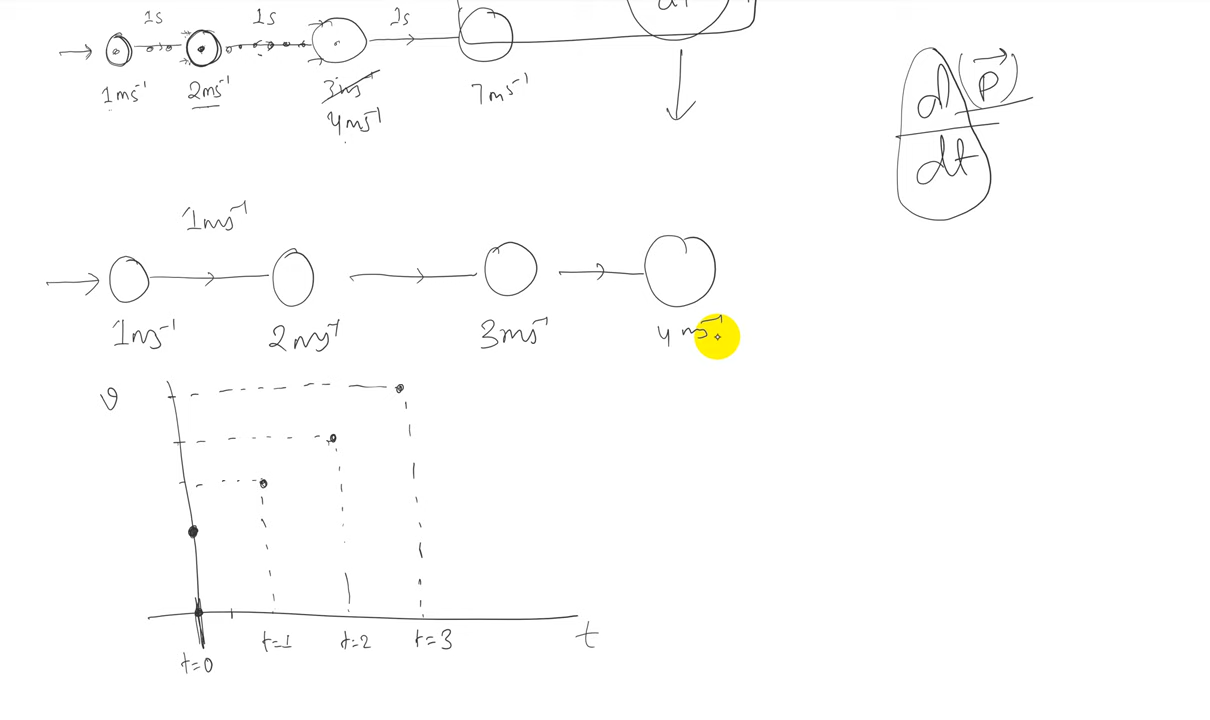 1s 1s 1s
1ms⁻¹ 2ms⁻¹ 3ms⁻¹ 7ms⁻¹
4ms⁻¹
d(P⃗)
dt
1ms⁻¹
1ms⁻¹ 2ms⁻¹ 3ms⁻¹ 4ms⁻¹
v
t=0 t=1 t=2 t=3 t